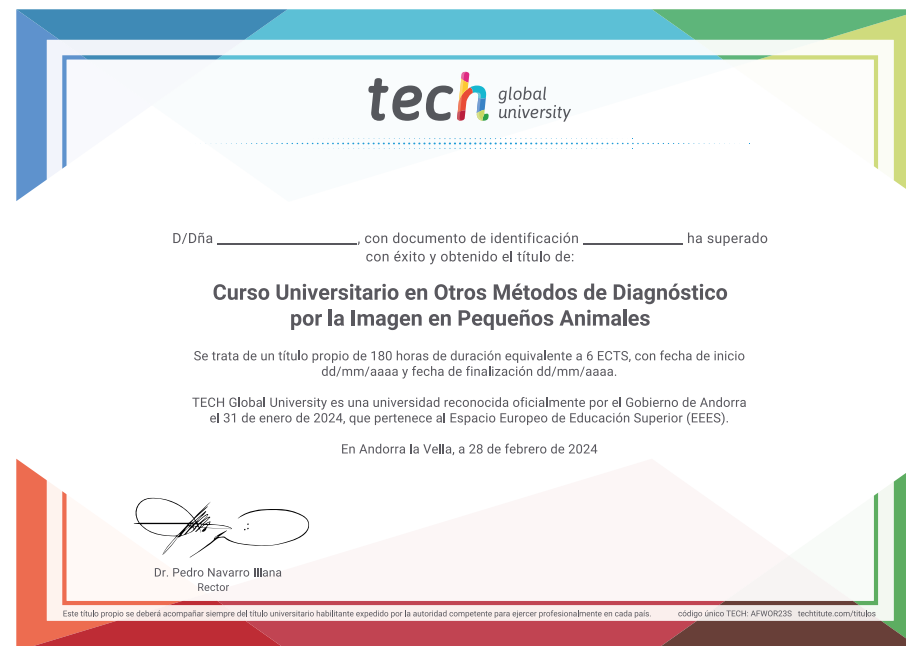 tech global university
D/Dña ____________, con documento de identificación ____________ ha superado
con éxito y obtenido el título de:
Curso Universitario en Otros Métodos de Diagnóstico
por la Imagen en Pequeños Animales
Se trata de un título propio de 180 horas de duración equivalente a 6 ECTS, con fecha de inicio
dd/mm/aaaa y fecha de finalización dd/mm/aaaa.
TECH Global University es una universidad reconocida oficialmente por el Gobierno de Andorra
el 31 de enero de 2024, que pertenece al Espacio Europeo de Educación Superior (EEES).
En Andorra la Vella, a 28 de febrero de 2024
Dr. Pedro Navarro Illana
Rector
Este título propio se deberá acompañar siempre del título universitario habilitante expedido por la autoridad competente para ejercer profesionalmente en cada país. código único TECH: AFWOR23S techtitute.com/titulos